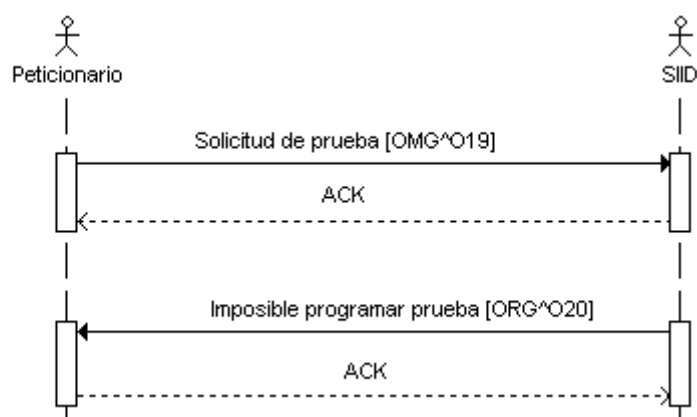 Peticionario
SIID
Solicitud de prueba [OMG^O19]
ACK
Imposible programar prueba [ORG^O20]
ACK